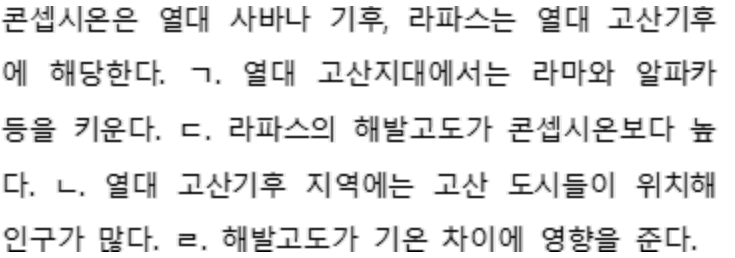 콘셉시온은 열대 사바나 기후, 라파스는 열대 고산기후
에 해당한다. ㄱ. 열대 고산지대에서는 라마와 알파카
등을 키운다. ㄷ. 라파스의 해발고도가 콘셉시온보다 높
다. ㄴ. 열대 고산기후 지역에는 고산 도시들이 위치해
인구가 많다. ㄹ. 해발고도가 기온 차이에 영향을 준다.